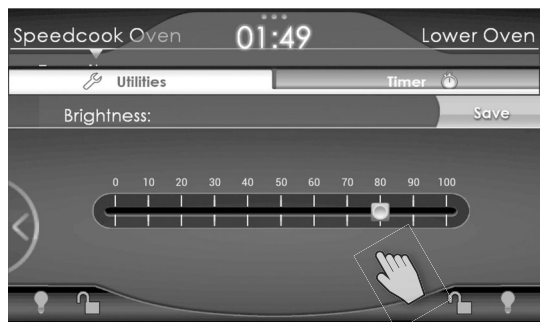 Speedcook Oven 01:49 Lower Oven
Utilities Timer
Brightness: Save
0 10 20 30 40 50 60 70 80 90 100